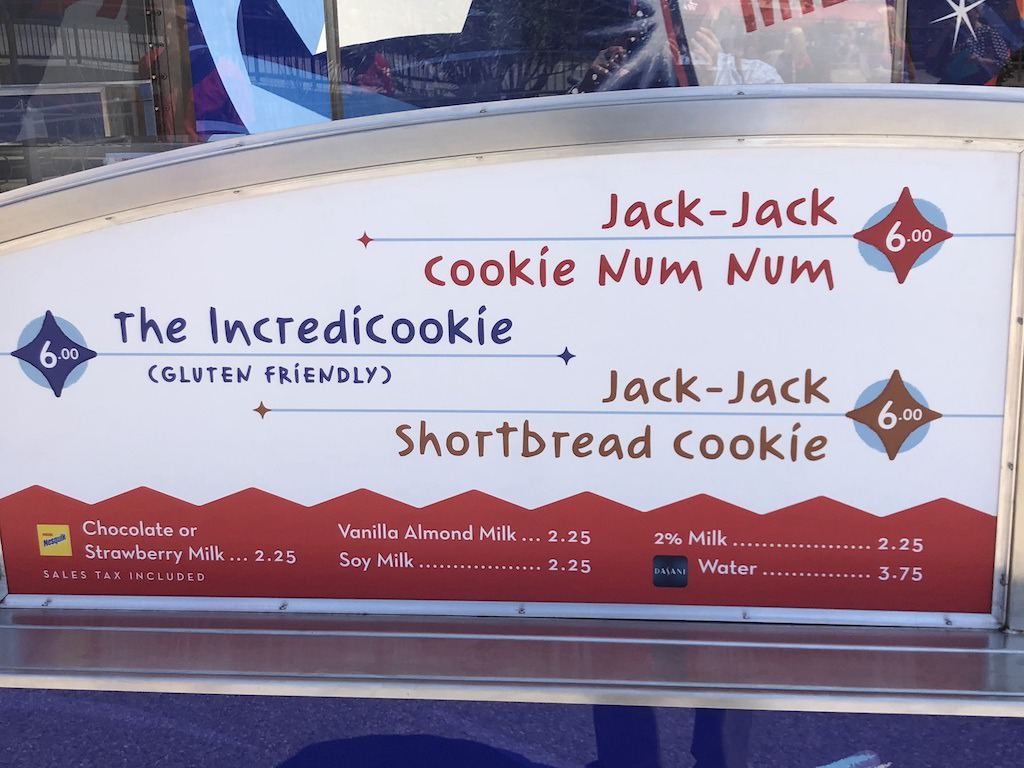 Jack-Jack
Cookie Num Num
6.00
The Incredicookie
(GLUTEN FRIENDLY)
6.00
Jack-Jack
Shortbread Cookie
6.00
Nesquik
Chocolate or
Strawberry Milk ... 2.25
SALES TAX INCLUDED
Vanilla Almond Milk ... 2.25
Soy Milk .................... 2.25
2% Milk ...................... 2.25
DASANI Water ................. 3.75